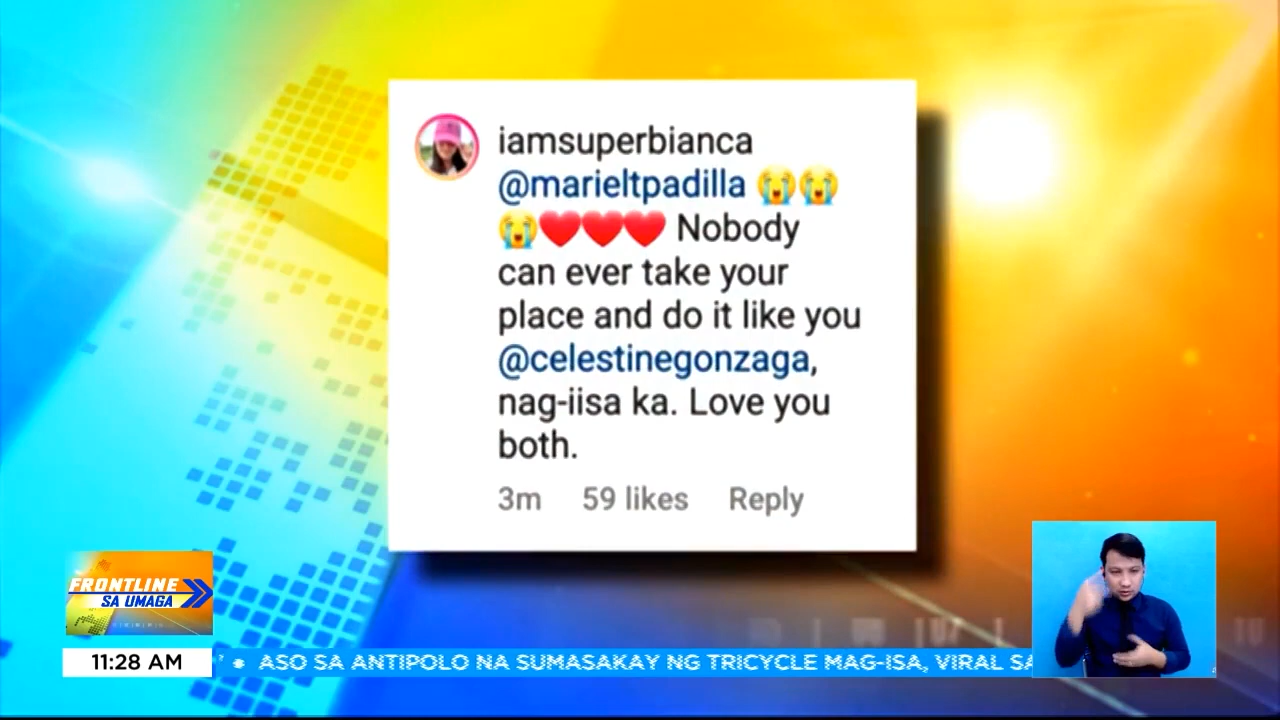 iamsuperbianca
@marieltpadilla 😭😭
😭❤️❤️❤️ Nobody
can ever take your
place and do it like you
@celestinegonzaga,
nag-iisa ka. Love you
both.
3m 59 likes Reply
FRONTLINE
SA UMAGA
11:28 AM
ASO SA ANTIPOLO NA SUMASAKAY NG TRICYCLE MAG-ISA, VIRAL SA